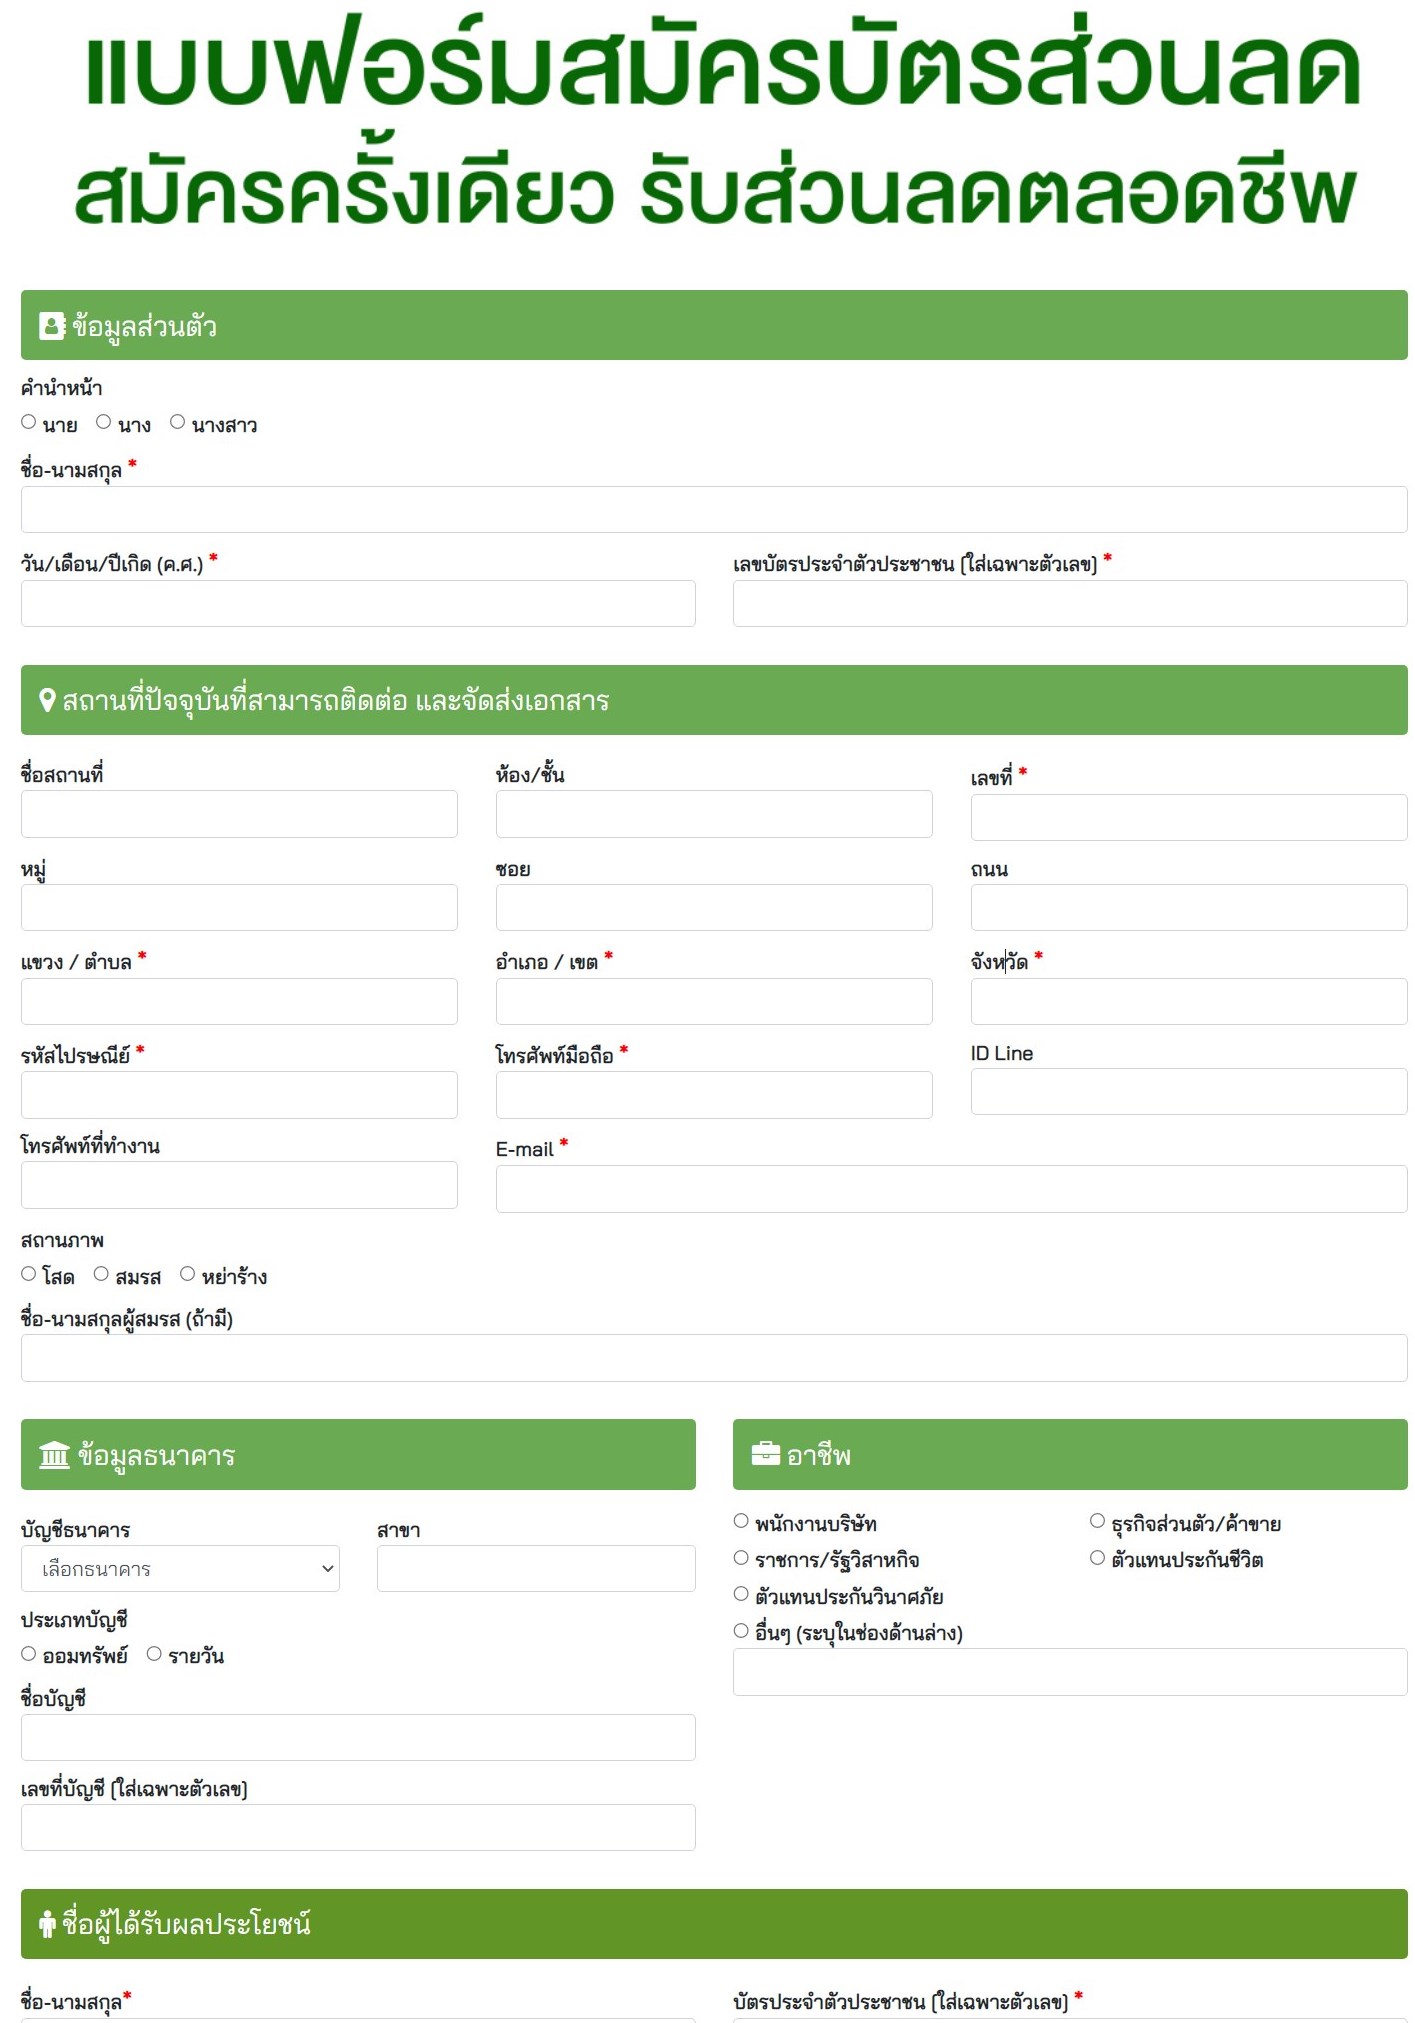 แบบฟอร์มสมัครบัตรส่วนลด
สมัครครั้งเดียว รับส่วนลดตลอดชีพ
ข้อมูลส่วนตัว
คำนำหน้า
นาย นาง นางสาว
ชื่อ-นามสกุล *
วัน/เดือน/ปีเกิด (ค.ศ.) * เลขบัตรประจำตัวประชาชน (ใส่เฉพาะตัวเลข) *
สถานที่ปัจจุบันที่สามารถติดต่อ และจัดส่งเอกสาร
ชื่อสถานที่ ห้อง/ชั้น เลขที่ *
หมู่ ซอย ถนน
แขวง / ตำบล * อำเภอ / เขต * จังหวัด *
รหัสไปรษณีย์ * โทรศัพท์มือถือ * ID Line
โทรศัพท์ที่ทำงาน E-mail *
สถานภาพ
โสด สมรส หย่าร้าง
ชื่อ-นามสกุลผู้สมรส (ถ้ามี)
ข้อมูลธนาคาร
บัญชีธนาคาร สาขา
เลือกธนาคาร
ประเภทบัญชี
ออมทรัพย์ รายวัน
ชื่อบัญชี
เลขที่บัญชี (ใส่เฉพาะตัวเลข)
อาชีพ
พนักงานบริษัท ธุรกิจส่วนตัว/ค้าขาย
ราชการ/รัฐวิสาหกิจ ตัวแทนประกันชีวิต
ตัวแทนประกันวินาศภัย
อื่นๆ (ระบุในช่องด้านล่าง)
ชื่อผู้ได้รับผลประโยชน์
ชื่อ-นามสกุล* บัตรประจำตัวประชาชน (ใส่เฉพาะตัวเลข) *